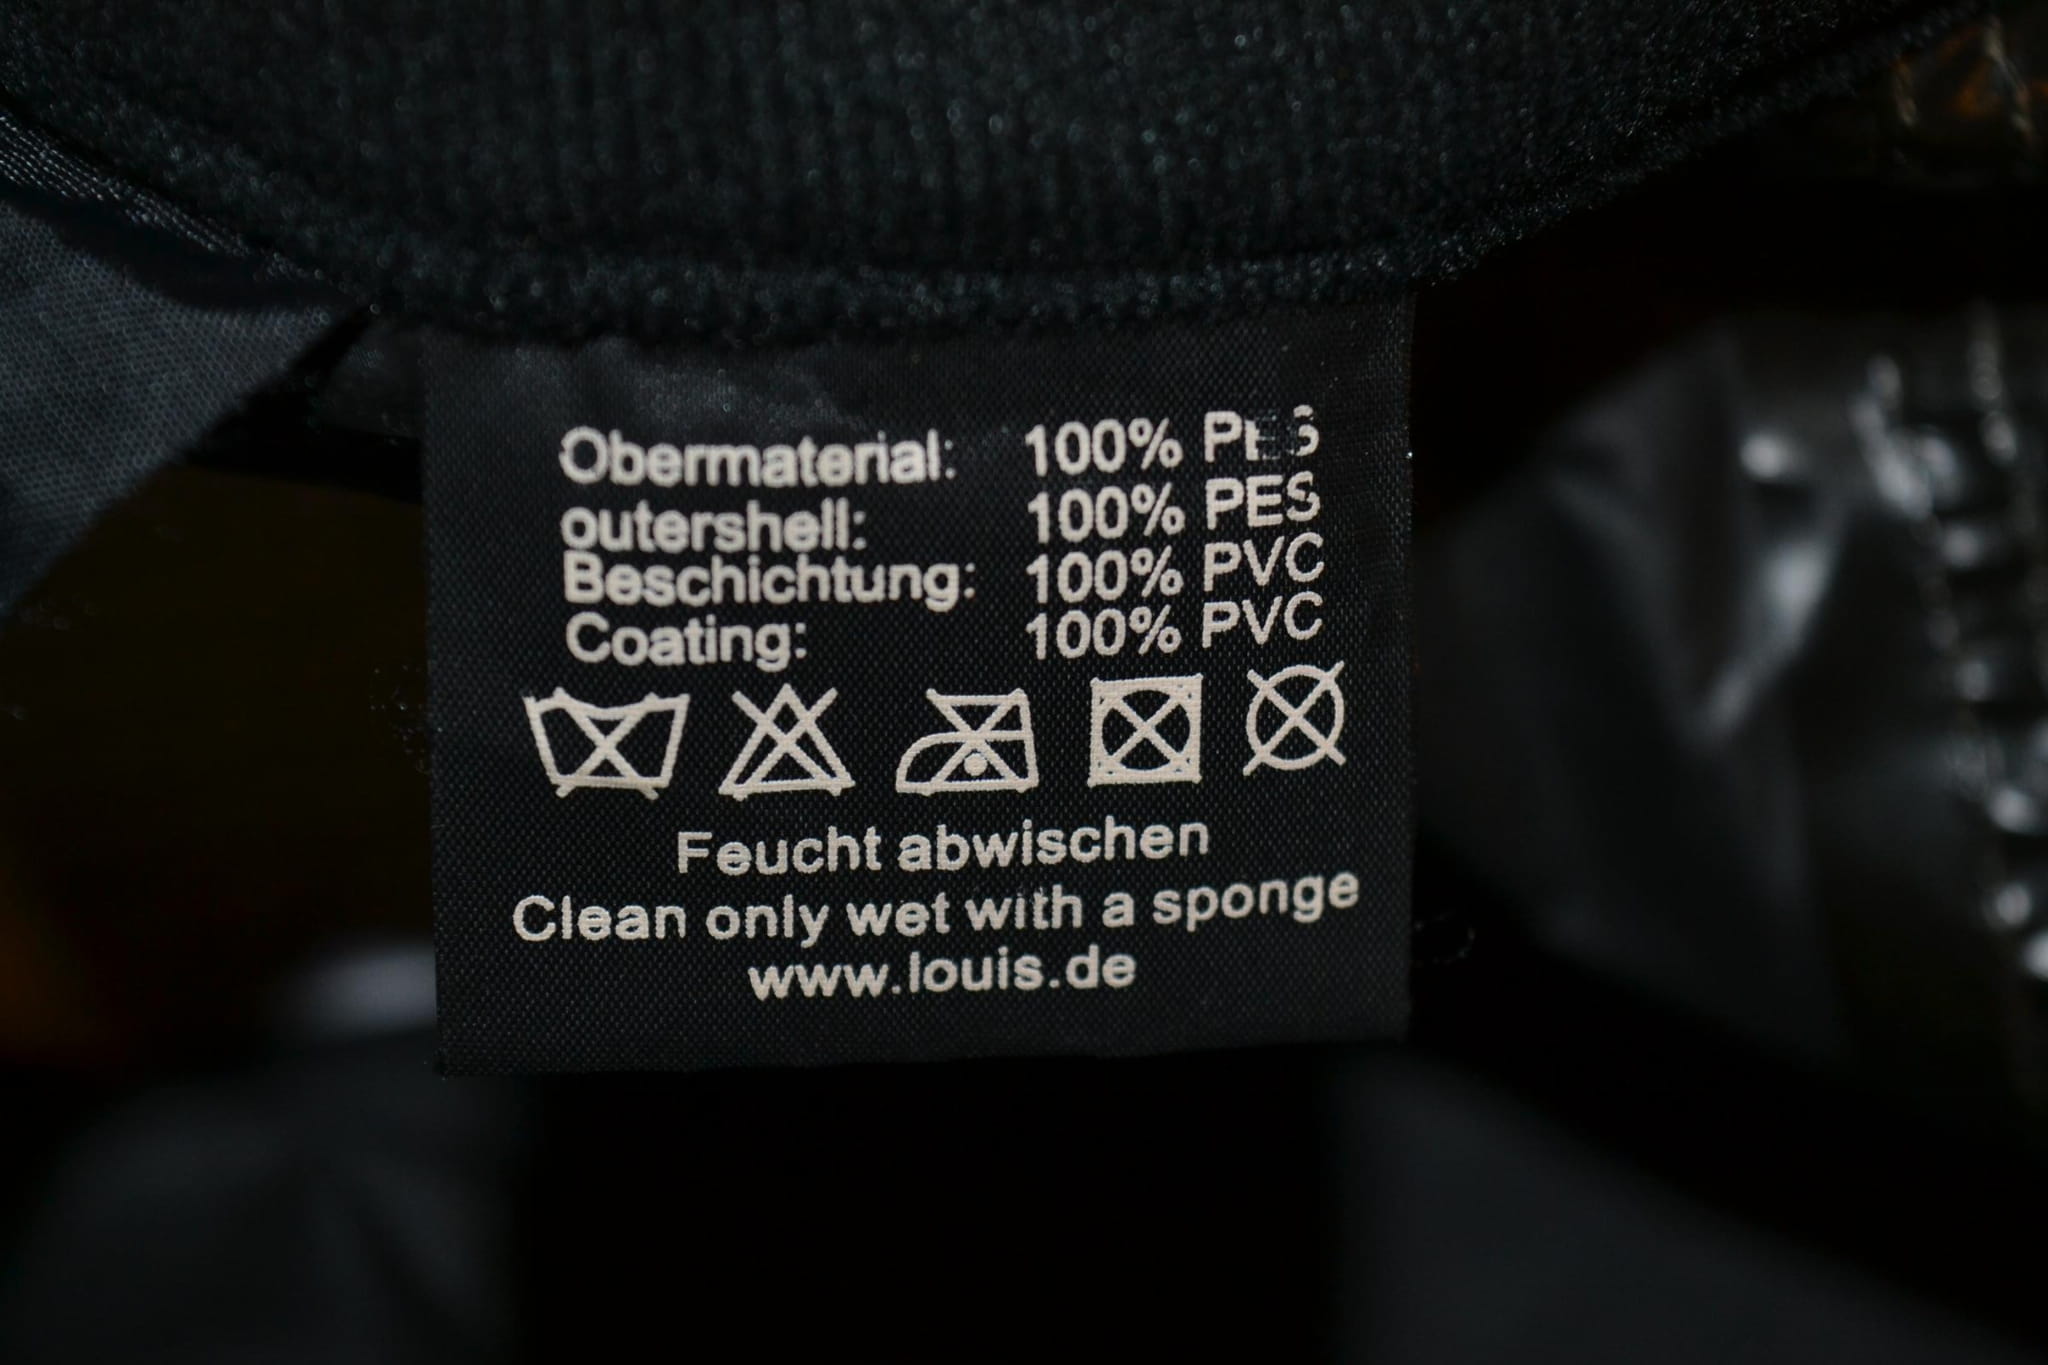 Obermaterial: 100% PES
outershell: 100% PES
Beschichtung: 100% PVC
Coating: 100% PVC
Feucht abwischen
Clean only wet with a sponge
www.louis.de